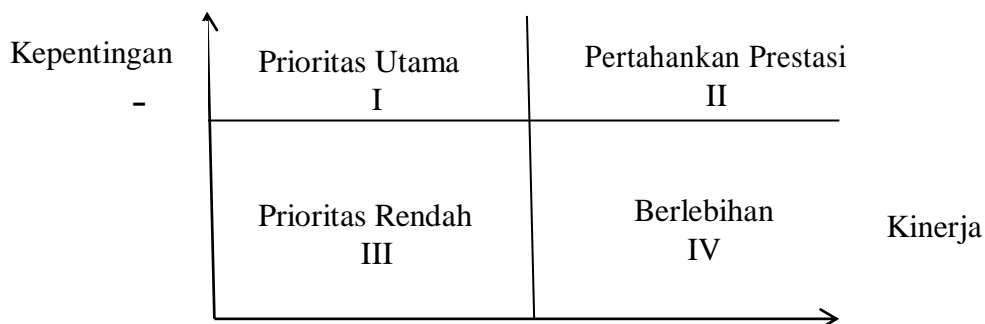 Kepentingan
-
Prioritas Utama
I
Pertahankan Prestasi
II
Prioritas Rendah
III
Berlebihan
IV
Kinerja